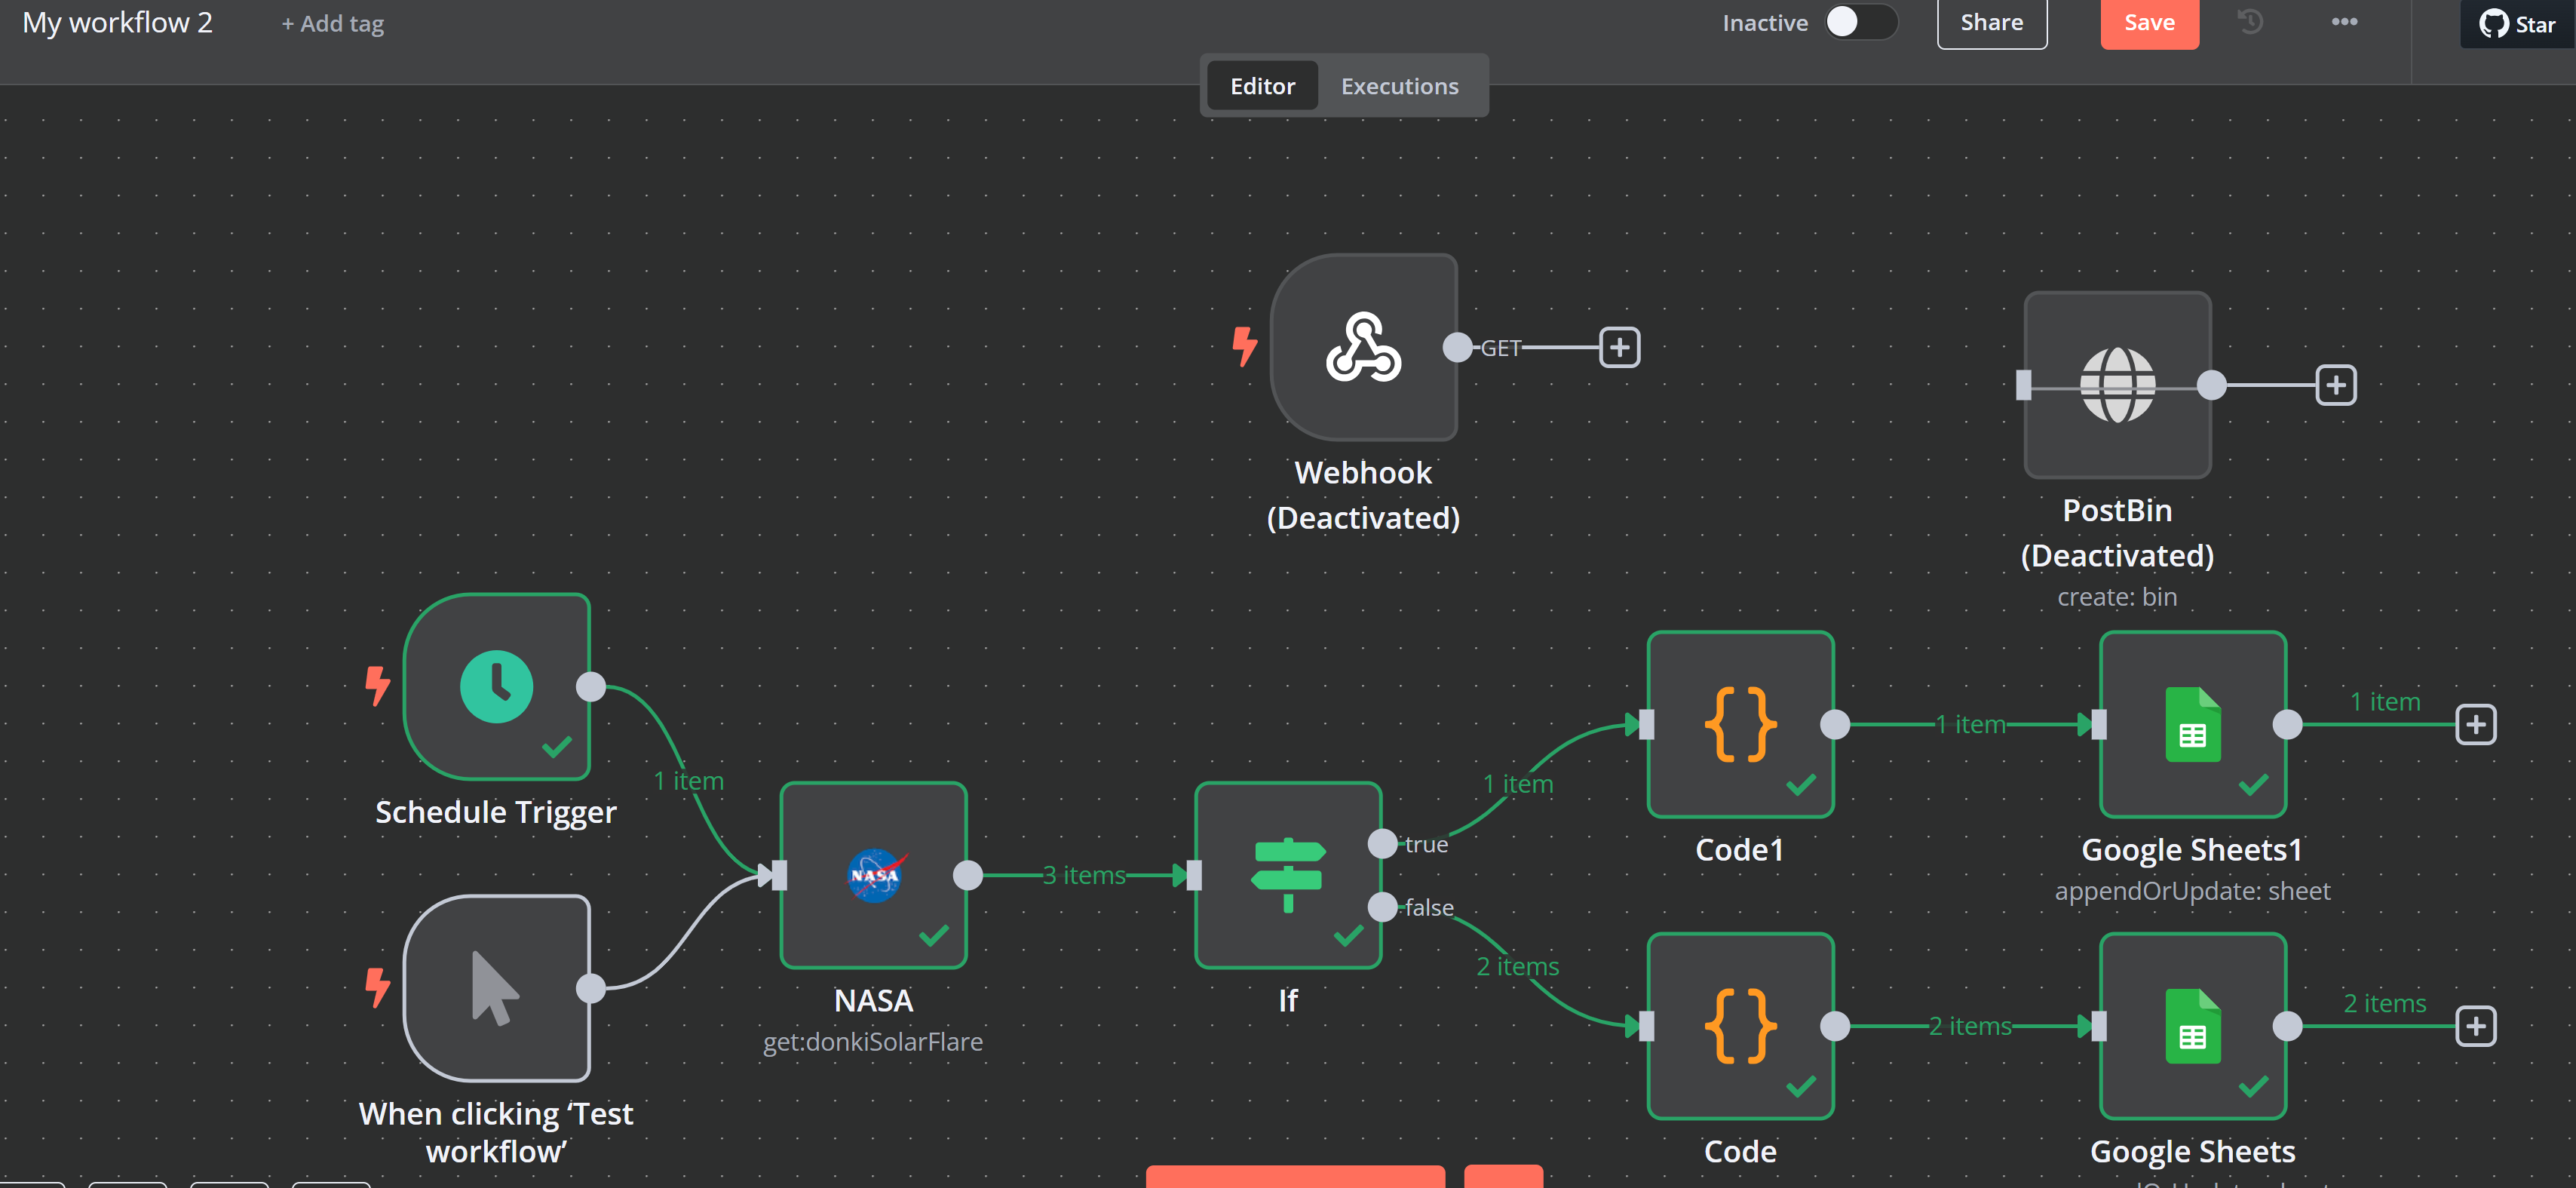 My workflow 2
+ Add tag
Inactive
Share
Save
Star
Editor
Executions
GET
Webhook
(Deactivated)
PostBin
(Deactivated)
create: bin
Schedule Trigger
1 item
When clicking ‘Test
workflow’
NASA
NASA
get:donkiSolarFlare
3 items
If
true
false
1 item
2 items
Code1
1 item
Google Sheets1
appendOrUpdate: sheet
1 item
Code
2 items
Google Sheets
2 items